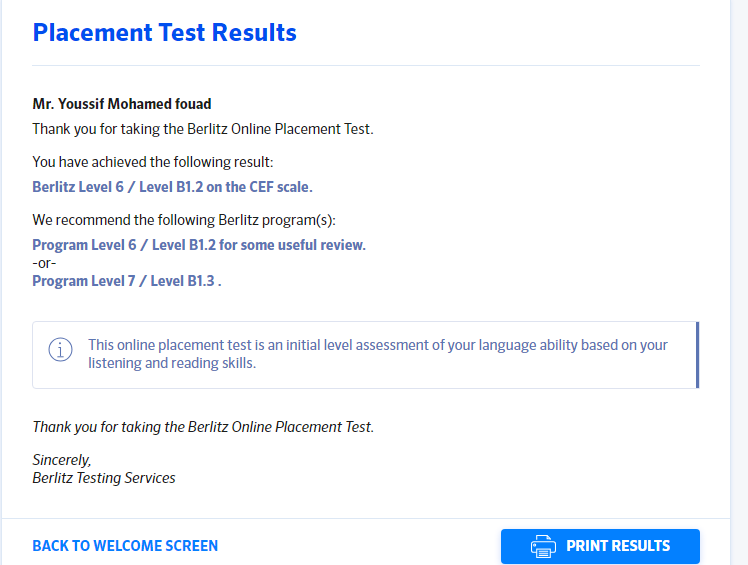 Placement Test Results
Mr. Youssif Mohamed fouad
Thank you for taking the Berlitz Online Placement Test.
You have achieved the following result:
Berlitz Level 6 / Level B1.2 on the CEF scale.
We recommend the following Berlitz program(s):
Program Level 6 / Level B1.2 for some useful review.
-or-
Program Level 7 / Level B1.3 .
This online placement test is an initial level assessment of your language ability based on your
listening and reading skills.
Thank you for taking the Berlitz Online Placement Test.
Sincerely,
Berlitz Testing Services
BACK TO WELCOME SCREEN
PRINT RESULTS